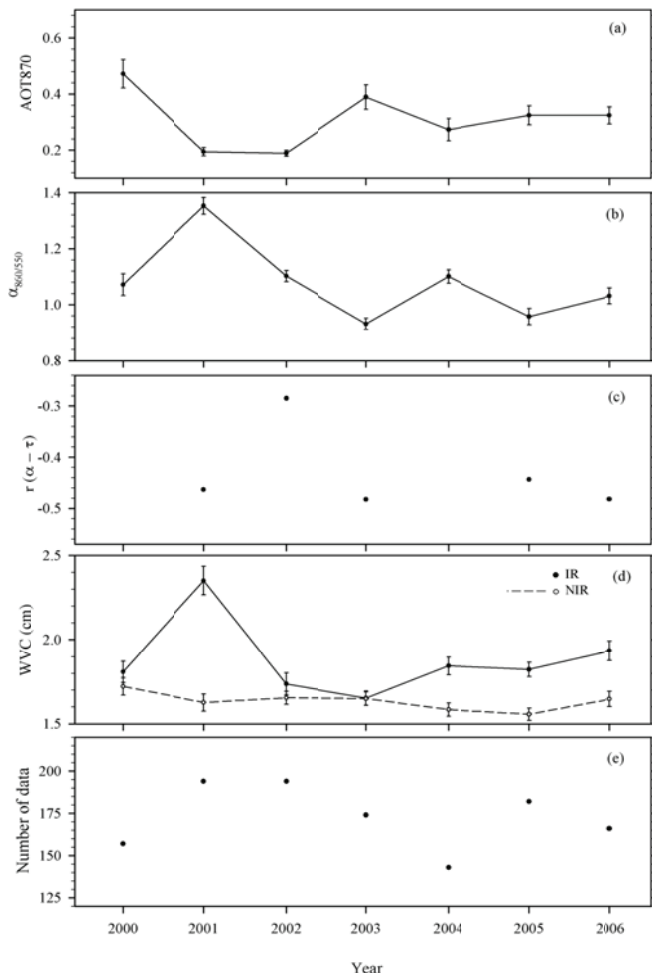 (a)
AOT870
0.6
0.4
0.2
(b)
α860/550
1.4
1.2
1.0
0.8
(c)
r (α – τ)
-0.3
-0.4
-0.5
(d)
IR
NIR
WVC (cm)
2.5
2.0
1.5
(e)
Number of data
200
175
150
125
2000 2001 2002 2003 2004 2005 2006
Year